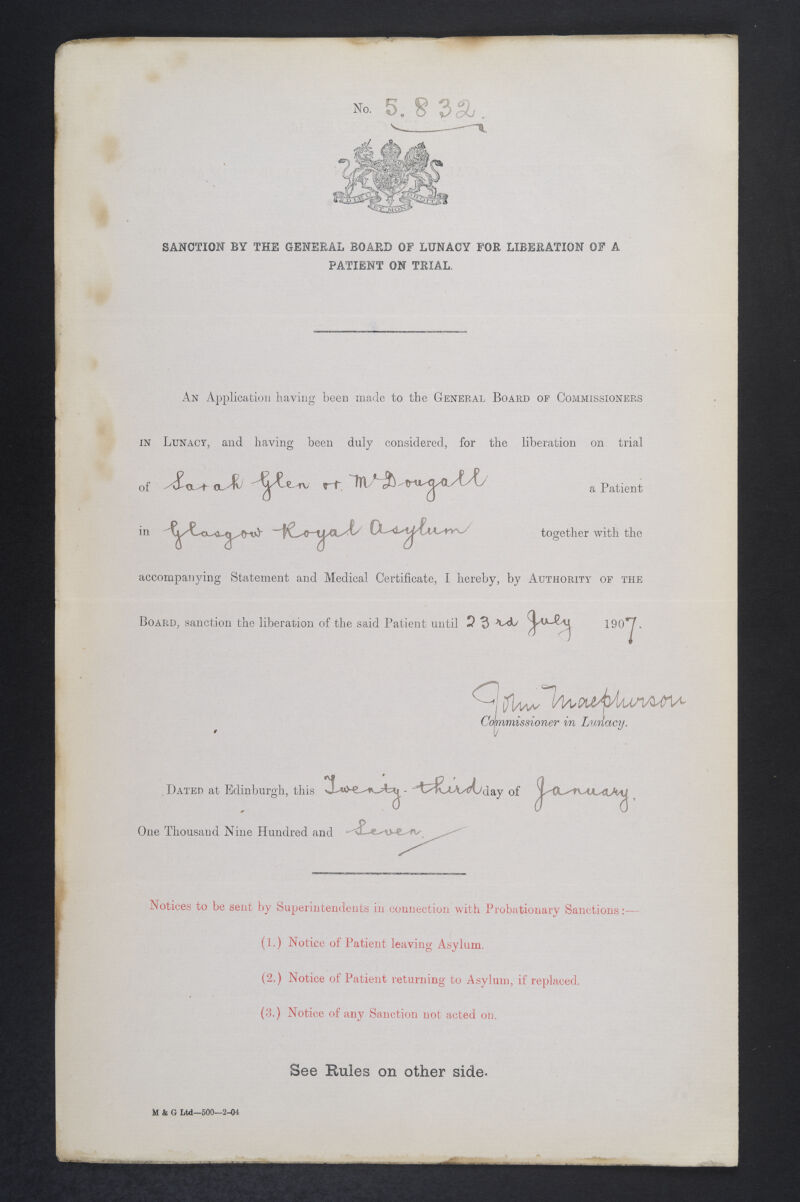 No. 5.832.
SANCTION BY THE GENERAL BOARD OF LUNACY FOR LIBERATION OF A
PATIENT ON TRIAL.
AN Application having been made to the GENERAL BOARD OF COMMISSIONERS
IN LUNACY, and having been duly considered, for the liberation on trial
of Sarah Glen or McDougall a Patient
in Glasgow Royal Asylum together with the
accompanying Statement and Medical Certificate, I hereby, by AUTHORITY OF THE
BOARD, sanction the liberation of the said Patient until 23rd July 1907.
John Macpherson
Commissioner in Lunacy.
DATED at Edinburgh, this Twenty-third day of January,
One Thousand Nine Hundred and Seven.
Notices to be sent by Superintendents in connection with Probationary Sanctions:—
(1.) Notice of Patient leaving Asylum.
(2.) Notice of Patient returning to Asylum, if replaced.
(3.) Notice of any Sanction not acted on.
See Rules on other side.
M & G Ltd—500—2-04